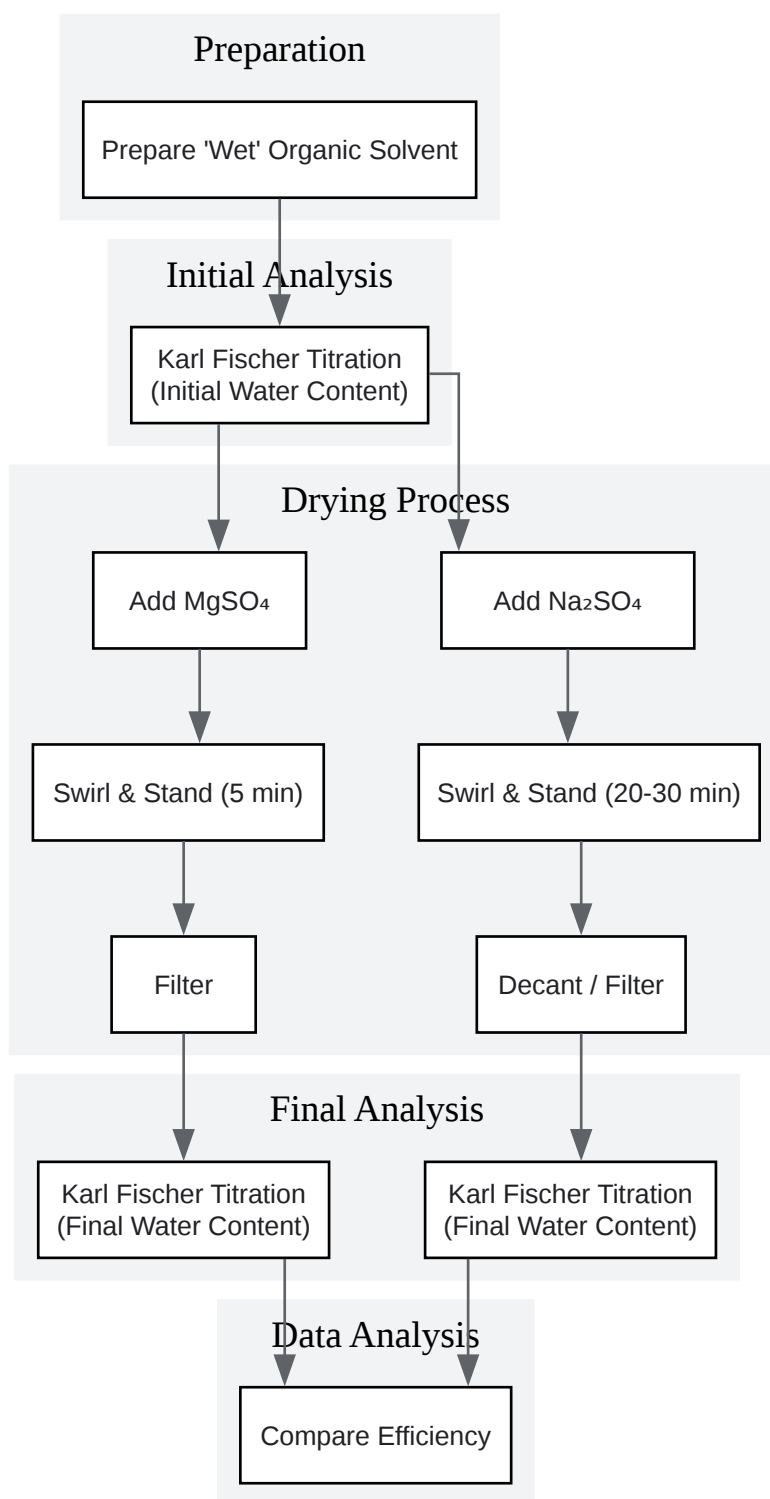 Preparation
Prepare 'Wet' Organic Solvent
Initial Analysis
Karl Fischer Titration
(Initial Water Content)
Drying Process
Add MgSO₄
Add Na₂SO₄
Swirl & Stand (5 min)
Swirl & Stand (20-30 min)
Filter
Decant / Filter
Final Analysis
Karl Fischer Titration
(Final Water Content)
Karl Fischer Titration
(Final Water Content)
Data Analysis
Compare Efficiency